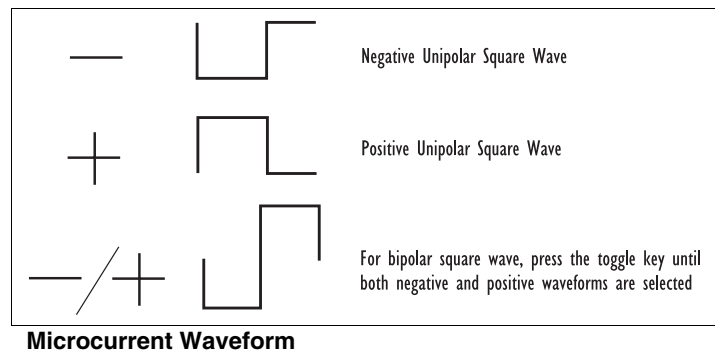 Negative Unipolar Square Wave
Positive Unipolar Square Wave
For bipolar square wave, press the toggle key until
both negative and positive waveforms are selected
Microcurrent Waveform